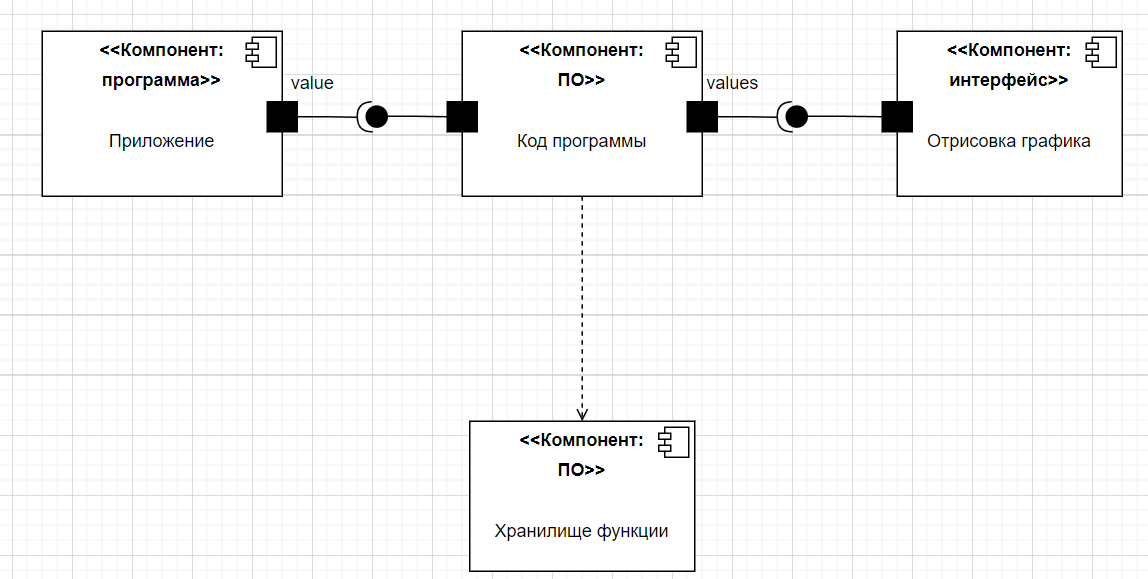 <<Компонент:
программа>>
Приложение
value
<<Компонент:
ПО>>
Код программы
values
<<Компонент:
интерфейс>>
Отрисовка графика
<<Компонент:
ПО>>
Хранилище функции